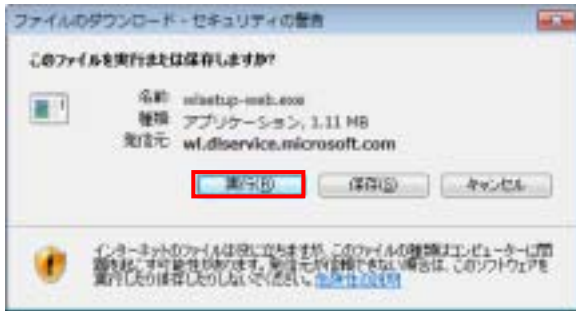 ファイルのダウンロード - セキュリティの警告
このファイルを実行または保存しますか?
名前: wlsetup-web.exe
種類: アプリケーション, 1.11 MB
発信元: wl.dlservice.microsoft.com
実行(R) 保存(S) キャンセル
インターネットのファイルは役に立ちますが、このファイルの種類はコンピューターに問
題を起こす可能性があります。発信元が信頼できない場合は、このソフトウェアを
実行したり保存したりしないでください。危険性の説明